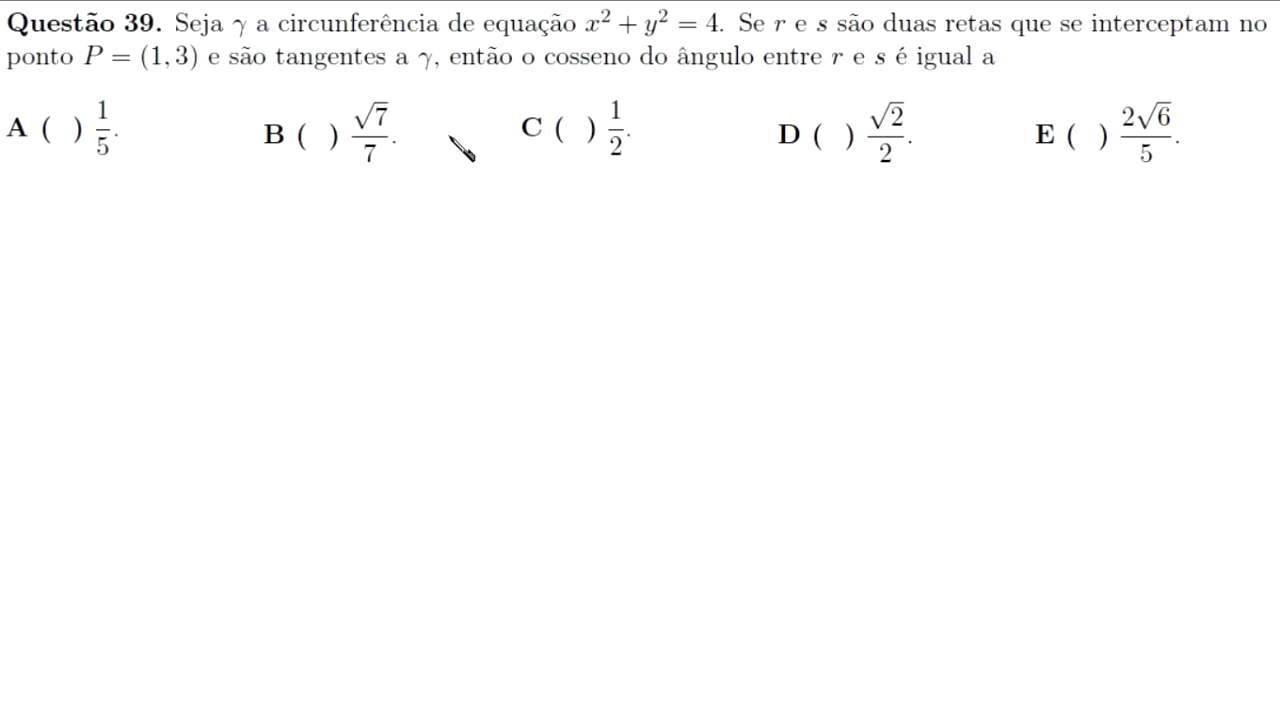 Questão 39. Seja γ a circunferência de equação x² + y² = 4. Se r e s são duas retas que se interceptam no
ponto P = (1, 3) e são tangentes a γ, então o cosseno do ângulo entre r e s é igual a
A ( ) 1/5. B ( ) √7/7. C ( ) 1/2. D ( ) √2/2. E ( ) 2√6/5.